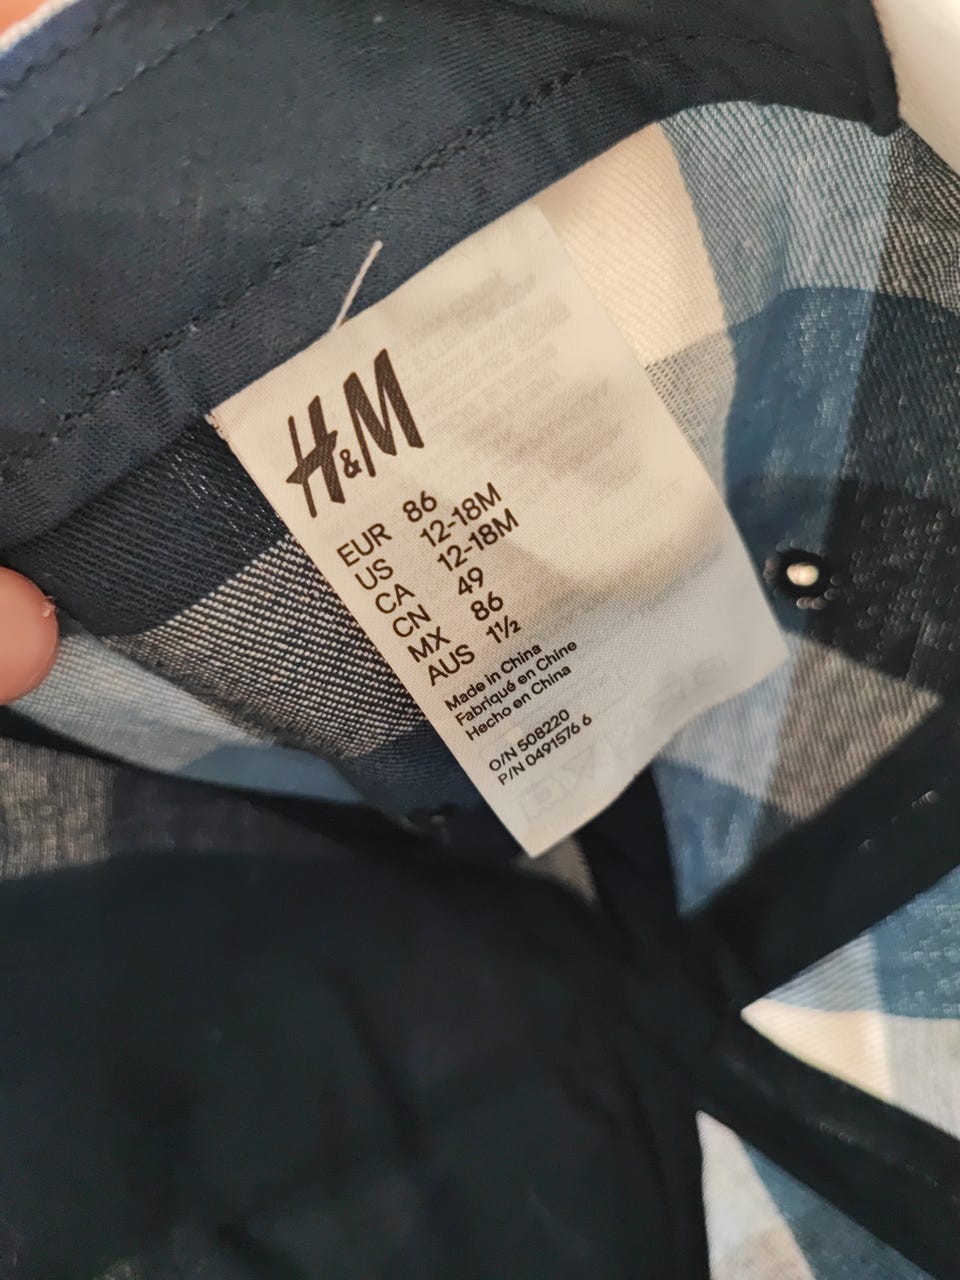 H&M
EUR 86
US 12-18M
CA 12-18M
CN 49
MX 86
AUS 1½
Made in China
Fabriqué en Chine
Hecho en China
O/N 508220
P/N 0491576 6